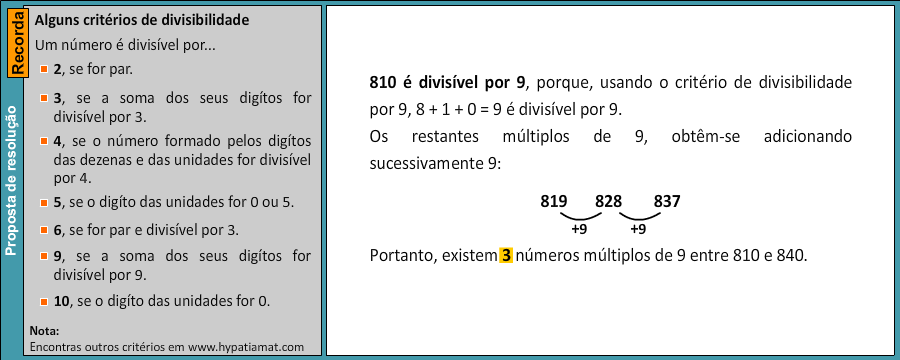 Recorda
Proposta de resolução
Alguns critérios de divisibilidade
Um número é divisível por...
2, se for par.
3, se a soma dos seus digítos for
divisível por 3.
4, se o número formado pelos digítos
das dezenas e das unidades for divisível
por 4.
5, se o digíto das unidades for 0 ou 5.
6, se for par e divisível por 3.
9, se a soma dos seus digítos for
divisível por 9.
10, se o digíto das unidades for 0.
Nota:
Encontras outros critérios em www.hypatiamat.com
810 é divisível por 9, porque, usando o critério de divisibilidade
por 9, 8 + 1 + 0 = 9 é divisível por 9.
Os restantes múltiplos de 9, obtêm-se adicionando
sucessivamente 9:
819 828 837
+9 +9
Portanto, existem 3 números múltiplos de 9 entre 810 e 840.